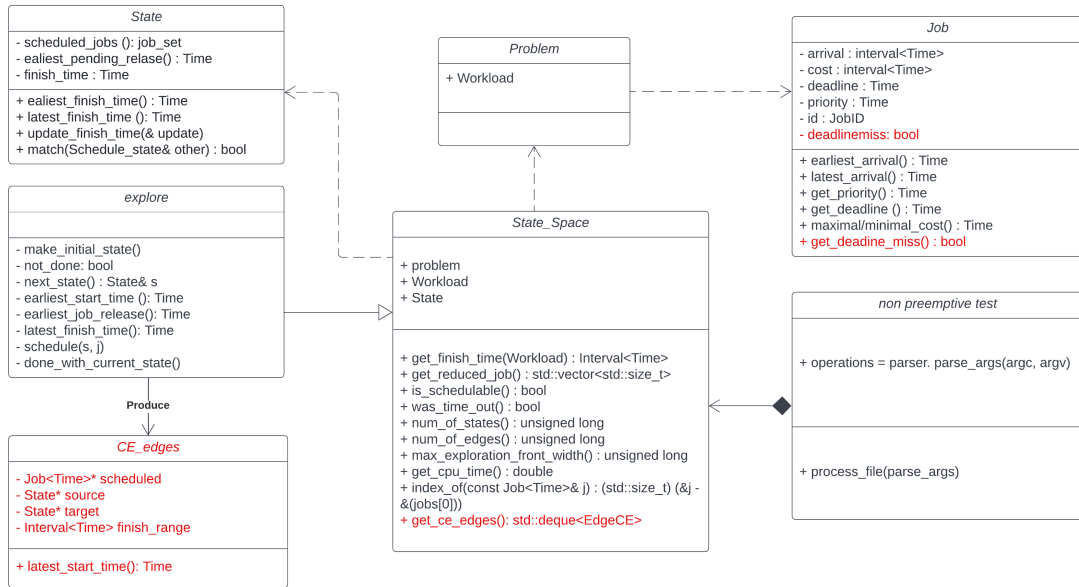 State
- scheduled_jobs (): job_set
- ealiest_pending_relase() : Time
- finish_time : Time
+ ealiest_finish_time() : Time
+ latest_finish_time (): Time
+ update_finish_time(& update)
+ match(Schedule_state& other) : bool
Problem
+ Workload
Job
- arrival : interval<Time>
- cost : interval<Time>
- deadline : Time
- priority : Time
- id : JobID
- deadlinemiss: bool
+ earliest_arrival() : Time
+ latest_arrival() : Time
+ get_priority() : Time
+ get_deadline () : Time
+ maximal/minimal_cost() : Time
+ get_deadine_miss() : bool
explore
- make_initial_state()
- not_done: bool
- next_state() : State& s
- earliest_start_time (): Time
- earliest_job_release(): Time
- latest_finish_time(): Time
- schedule(s, j)
- done_with_current_state()
Produce
CE_edges
- Job<Time>* scheduled
- State* source
- State* target
- Interval<Time> finish_range
+ latest_start_time(): Time
State_Space
+ problem
+ Workload
+ State
+ get_finish_time(Workload) : Interval<Time>
+ get_reduced_job() : std::vector<std::size_t>
+ is_schedulable() : bool
+ was_time_out() : bool
+ num_of_states() : unsigned long
+ num_of_edges() : unsigned long
+ max_exploration_front_width() : unsigned long
+ get_cpu_time() : double
+ index_of(const Job<Time>& j) : (std::size_t) (&j -
&(jobs[0]))
+ get_ce_edges(): std::deque<EdgeCE>
non preemptive test
+ operations = parser. parse_args(argc, argv)
+ process_file(parse_args)